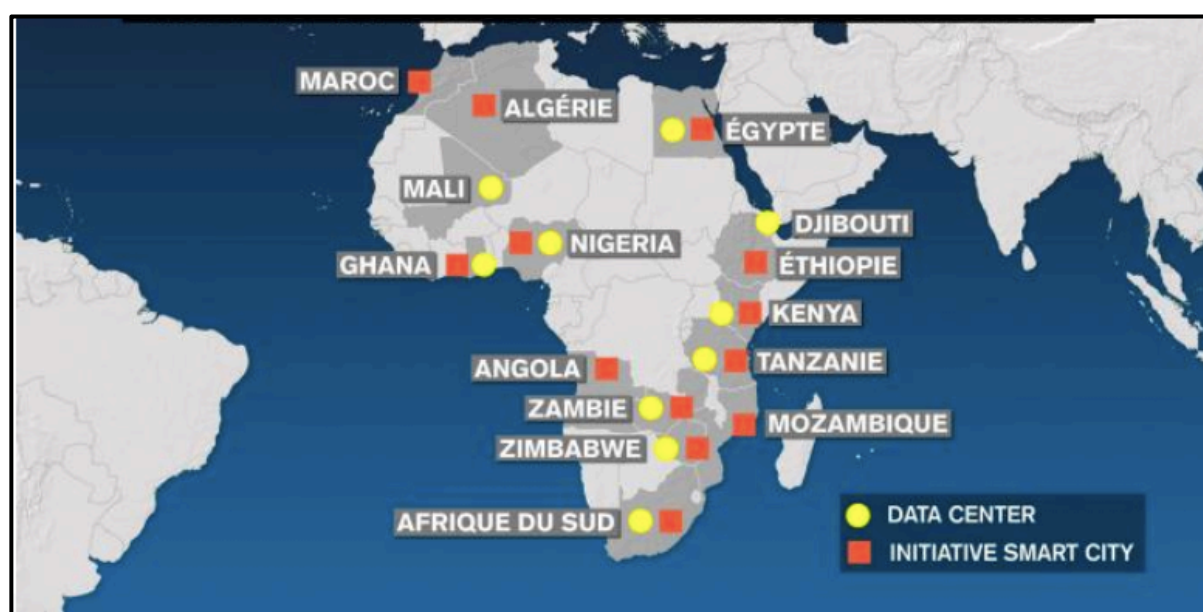 MAROC
ALGÉRIE
ÉGYPTE
MALI
DJIBOUTI
NIGERIA
GHANA
ÉTHIOPIE
KENYA
TANZANIE
ANGOLA
ZAMBIE
MOZAMBIQUE
ZIMBABWE
AFRIQUE DU SUD
DATA CENTER
INITIATIVE SMART CITY